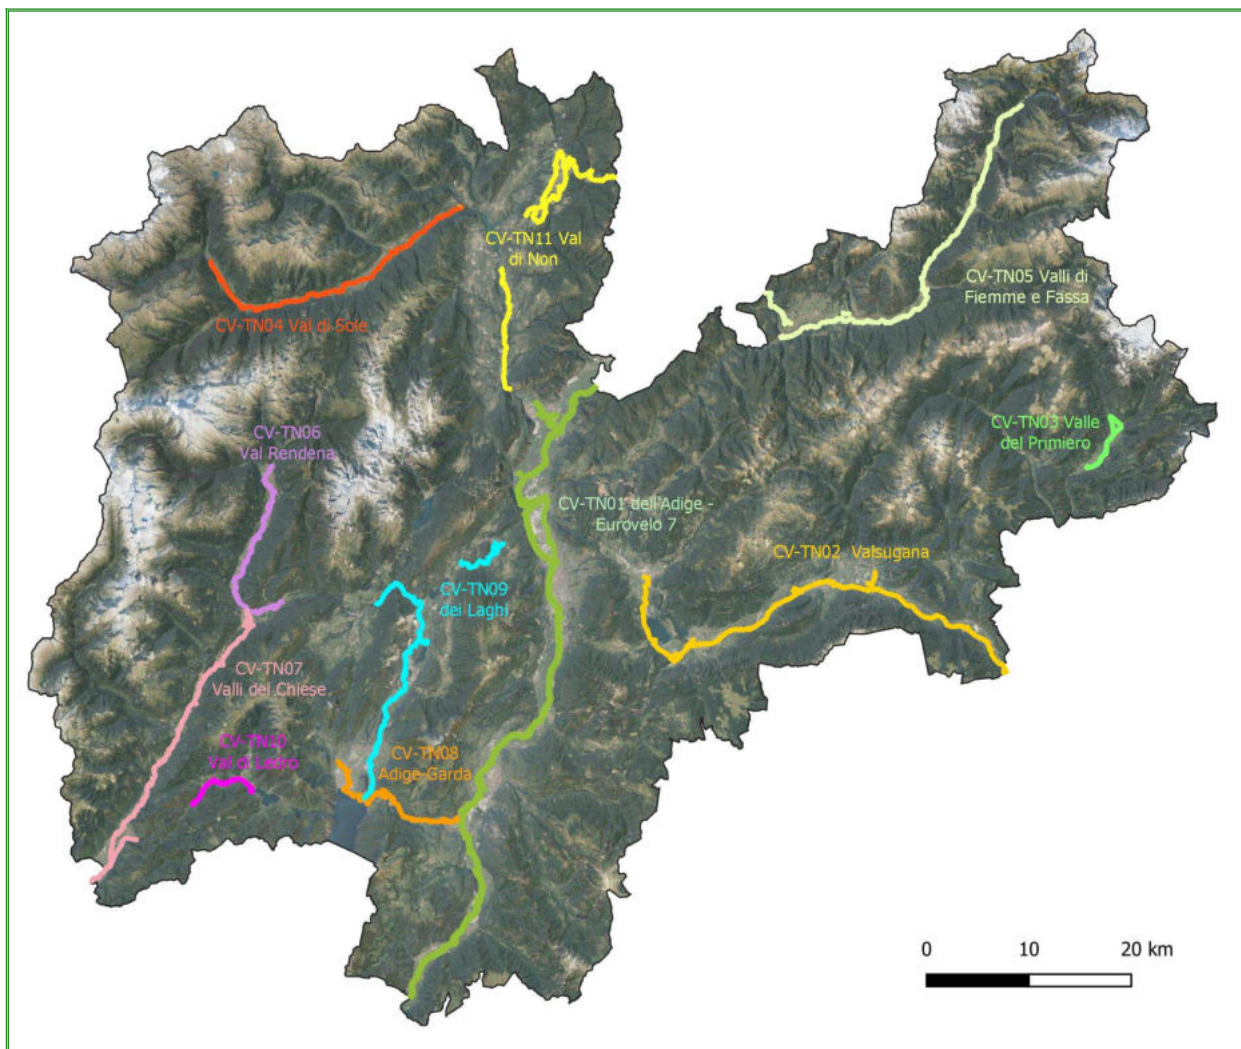 CV-TN11 Val
di Non
CV-TN05 Valli di
Fiemme e Fassa
CV-TN04 Val di Sole
CV-TN06
Val Rendena
CV-TN03 Valle
del Primiero
CV-TN01 dell'Adige -
Eurovelo 7
CV-TN02 Valsugana
CV-TN09
dei Laghi
CV-TN07
Valli del Chiese
CV-TN10
Val di Ledro
CV-TN08
Adige-Garda
0 10 20 km